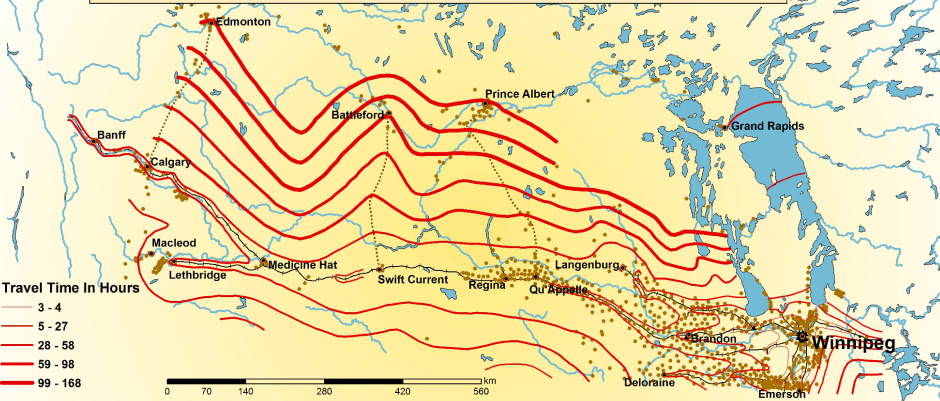 Edmonton
Prince Albert
Battleford
Grand Rapids
Banff
Calgary
Macleod
Lethbridge
Medicine Hat
Swift Current
Regina
Qu'Appelle
Langenburg
Brandon
Winnipeg
Deloraine
Emerson
Travel Time In Hours
3 - 4
5 - 27
28 - 58
59 - 98
99 - 168
km
0 70 140 280 420 560